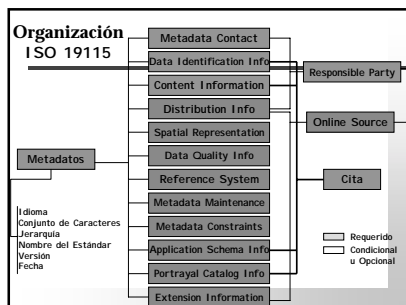 Organización
ISO 19115
Metadata Contact
Data Identification Info
Content Information
Distribution Info
Spatial Representation
Data Quality Info
Reference System
Metadata Maintenance
Metadata Constraints
Application Schema Info
Portrayal Catalog Info
Extension Information
Responsible Party
Online Source
Metadatos
Cita
Idioma
Conjunto de Caracteres
Jerarquía
Nombre del Estándar
Versión
Fecha
Requerido
Condicional
u Opcional